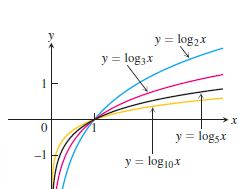 y
y = log₂x
y = log₃x
1
0
1
x
y = log₅x
−1
y = log₁₀x